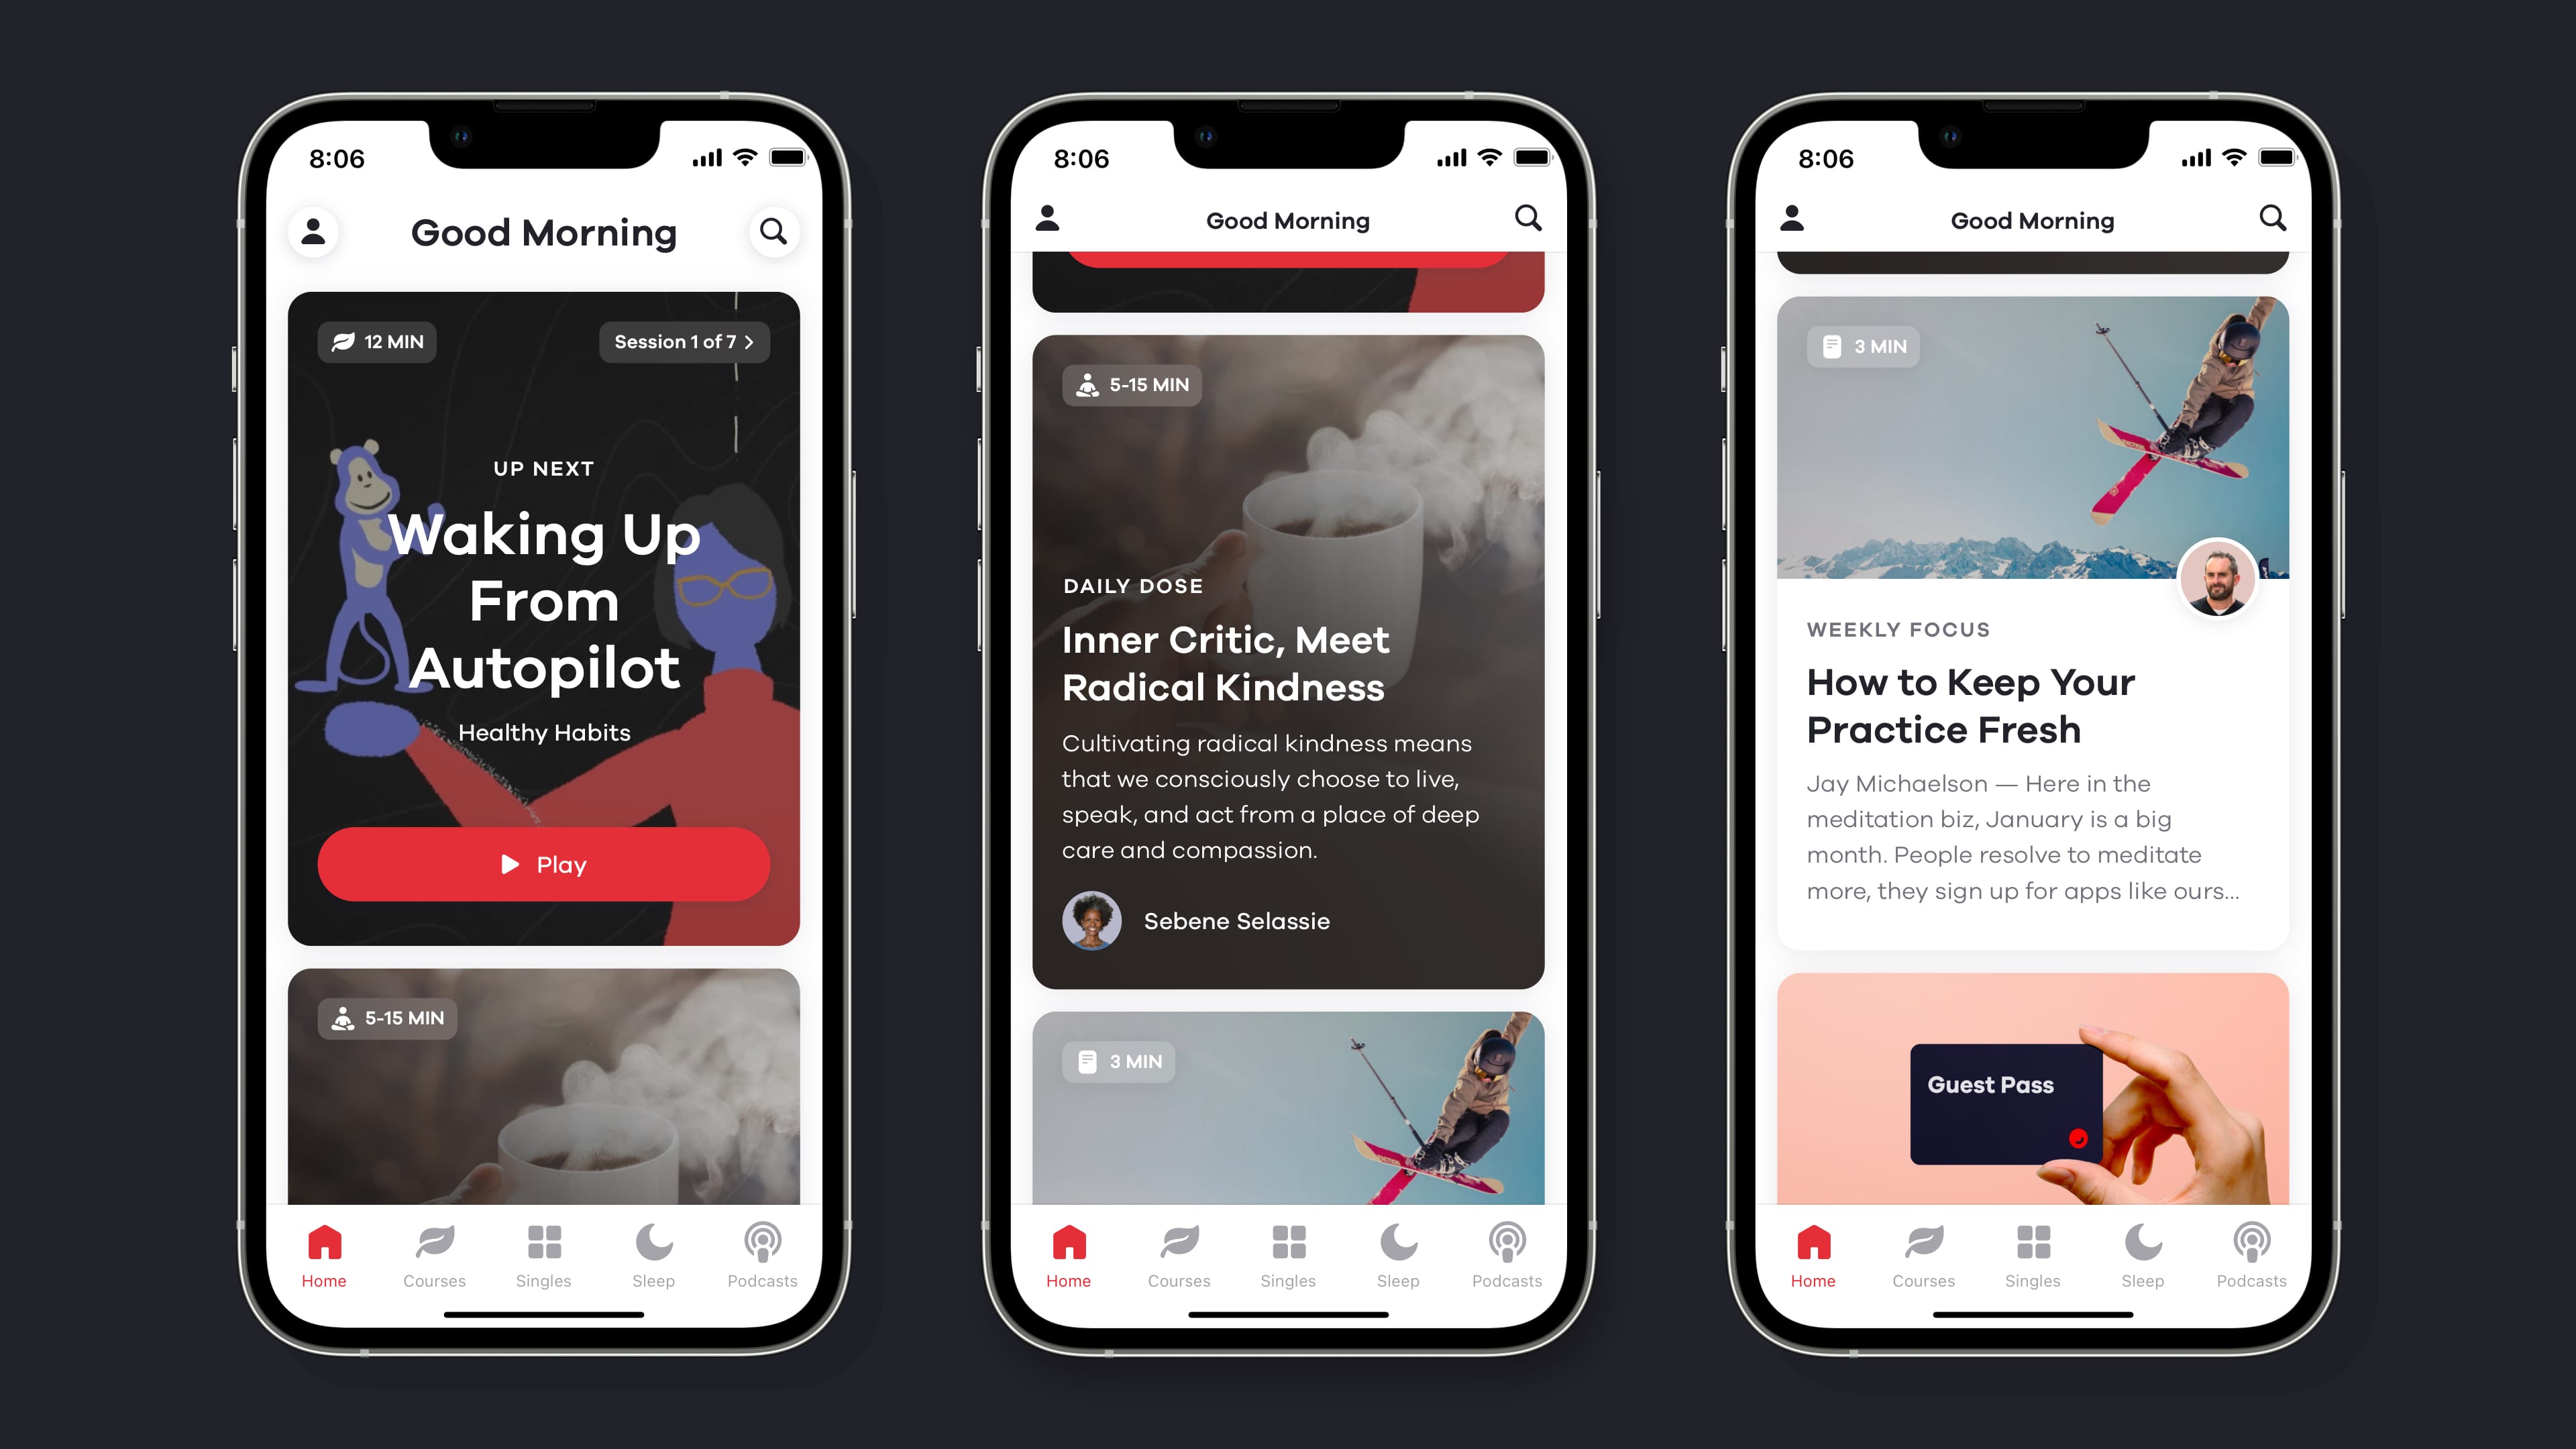 8:06
Good Morning
12 MIN
Session 1 of 7
UP NEXT
Waking Up
From
Autopilot
Healthy Habits
Play
5-15 MIN
Home
Courses
Singles
Sleep
Podcasts
8:06
Good Morning
5-15 MIN
DAILY DOSE
Inner Critic, Meet
Radical Kindness
Cultivating radical kindness means
that we consciously choose to live,
speak, and act from a place of deep
care and compassion.
Sebene Selassie
3 MIN
Home
Courses
Singles
Sleep
Podcasts
8:06
Good Morning
3 MIN
WEEKLY FOCUS
How to Keep Your
Practice Fresh
Jay Michaelson — Here in the
meditation biz, January is a big
month. People resolve to meditate
more, they sign up for apps like ours...
Guest Pass
Home
Courses
Singles
Sleep
Podcasts